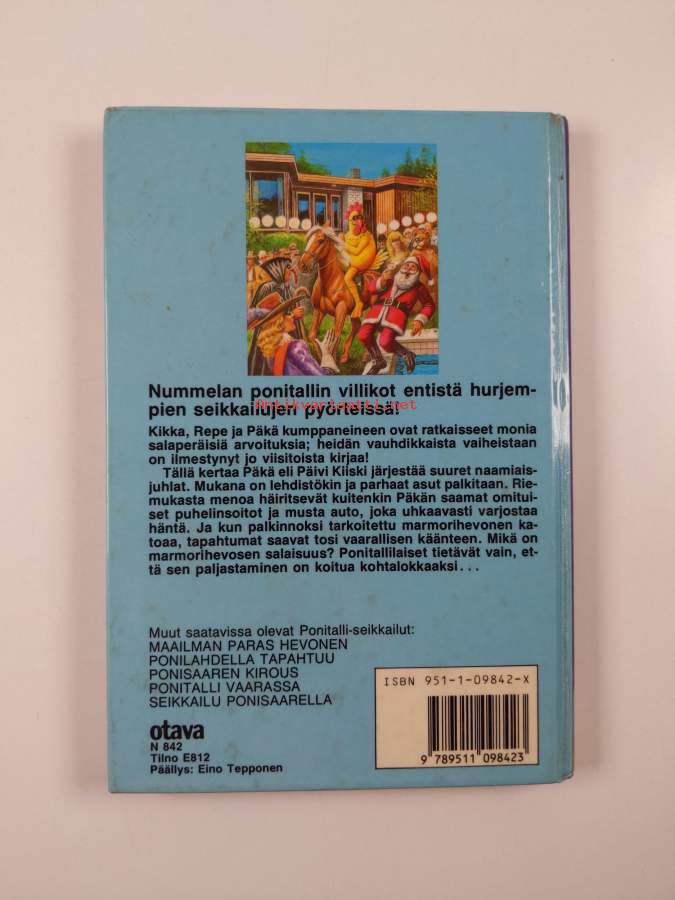 Nummelan ponitallin villikot entistä hurjem-
pien seikkailujen pyörteissä!
Antikvariaatti.net
Kikka, Repe ja Päkä kumppaneineen ovat ratkaisseet monia
salaperäisiä arvoituksia; heidän vauhdikkaista vaiheistaan
on ilmestynyt jo viisitoista kirjaa!
Tällä kertaa Päkä eli Päivi Kiiski järjestää suuret naamiais-
juhlat. Mukana on lehdistökin ja parhaat asut palkitaan. Rie-
mukasta menoa häiritsevät kuitenkin Päkän saamat omitui-
set puhelinsoitot ja musta auto, joka uhkaavasti varjostaa
häntä. Ja kun palkinnoksi tarkoitettu marmorihevonen ka-
toaa, tapahtumat saavat tosi vaarallisen käänteen. Mikä on
marmorihevosen salaisuus? Ponitallilaiset tietävät vain, et-
tä sen paljastaminen on koitua kohtalokkaaksi...
Muut saatavissa olevat Ponitalli-seikkailut:
MAAILMAN PARAS HEVONEN
PONILAHDELLA TAPAHTUU
PONISAAREN KIROUS
PONITALLI VAARASSA
SEIKKAILU PONISAARELLA
otava
N 842
Tilno E812
Päällys: Eino Tepponen
ISBN 951-1-09842-X
9 789511 098423